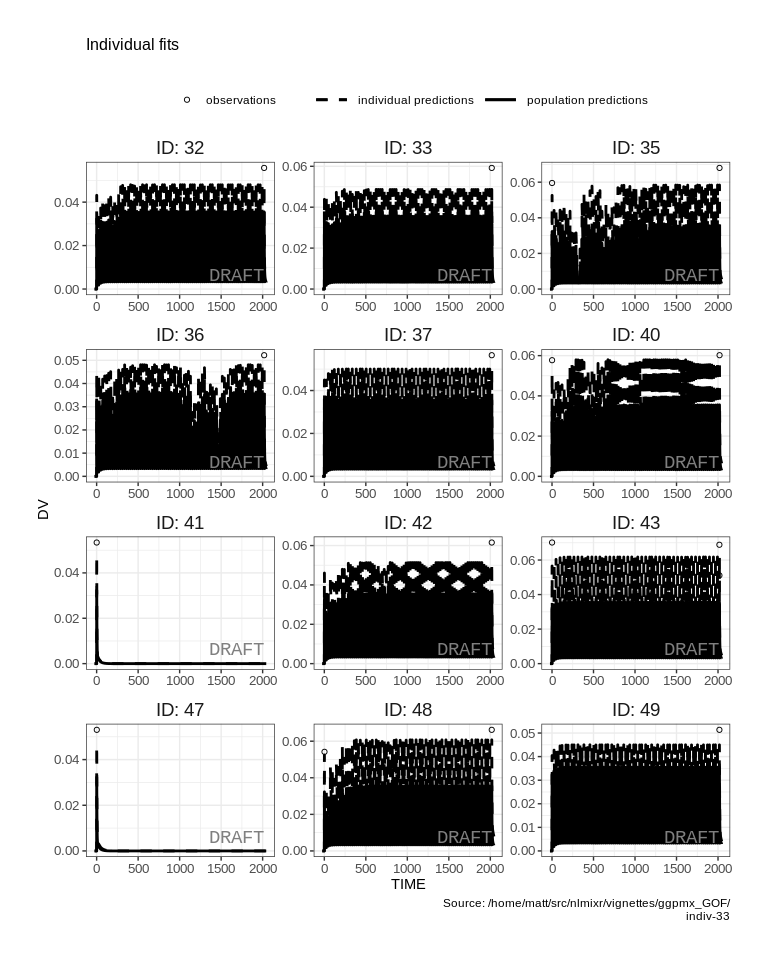 Individual fits
observations individual predictions population predictions
ID: 32 ID: 33 ID: 35
0.04 0.02 0.00 DRAFT 0 500 1000 1500 2000
0.06 0.04 0.02 0.00 DRAFT 0 500 1000 1500 2000
0.06 0.04 0.02 0.00 DRAFT 0 500 1000 1500 2000
ID: 36 ID: 37 ID: 40
0.05 0.04 0.03 0.02 0.01 0.00 DRAFT 0 500 1000 1500 2000
0.04 0.02 0.00 DRAFT 0 500 1000 1500 2000
0.06 0.04 0.02 0.00 DRAFT 0 500 1000 1500 2000
DV
ID: 41 ID: 42 ID: 43
0.04 0.02 0.00 DRAFT 0 500 1000 1500 2000
0.06 0.04 0.02 0.00 DRAFT 0 500 1000 1500 2000
0.06 0.04 0.02 0.00 DRAFT 0 500 1000 1500 2000
ID: 47 ID: 48 ID: 49
0.04 0.02 0.00 DRAFT 0 500 1000 1500 2000
0.06 0.04 0.02 0.00 DRAFT 0 500 1000 1500 2000
0.05 0.04 0.03 0.02 0.01 0.00 DRAFT 0 500 1000 1500 2000
TIME
Source: /home/matt/src/nlmixr/vignettes/ggpmx_GOF/
indiv-33